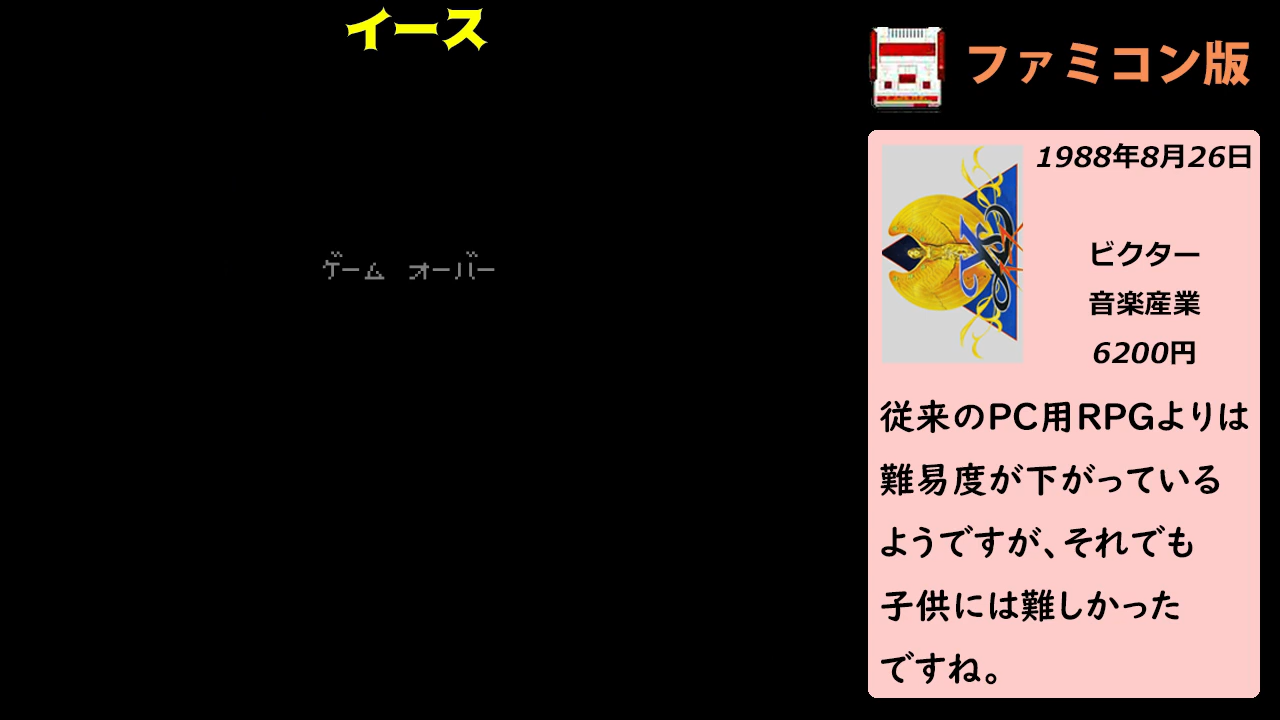 イース
ファミコン版
1988年8月26日
Ys
ビクター
音楽産業
6200円
ゲーム オーバー
従来のPC用RPGよりは
難易度が下がっている
ようですが、それでも
子供には難しかった
ですね。